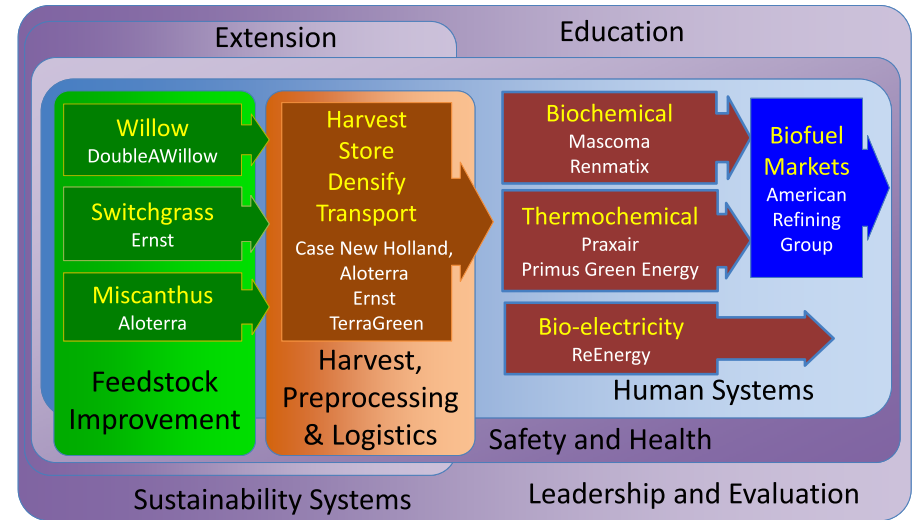 Extension
Education
Willow
DoubleAWillow
Switchgrass
Ernst
Miscanthus
Aloterra
Feedstock
Improvement
Harvest
Store
Densify
Transport
Case New Holland,
Aloterra
Ernst
TerraGreen
Harvest,
Preprocessing
& Logistics
Biochemical
Mascoma
Renmatix
Thermochemical
Praxair
Primus Green Energy
Bio-electricity
ReEnergy
Biofuel
Markets
American
Refining
Group
Human Systems
Safety and Health
Sustainability Systems
Leadership and Evaluation